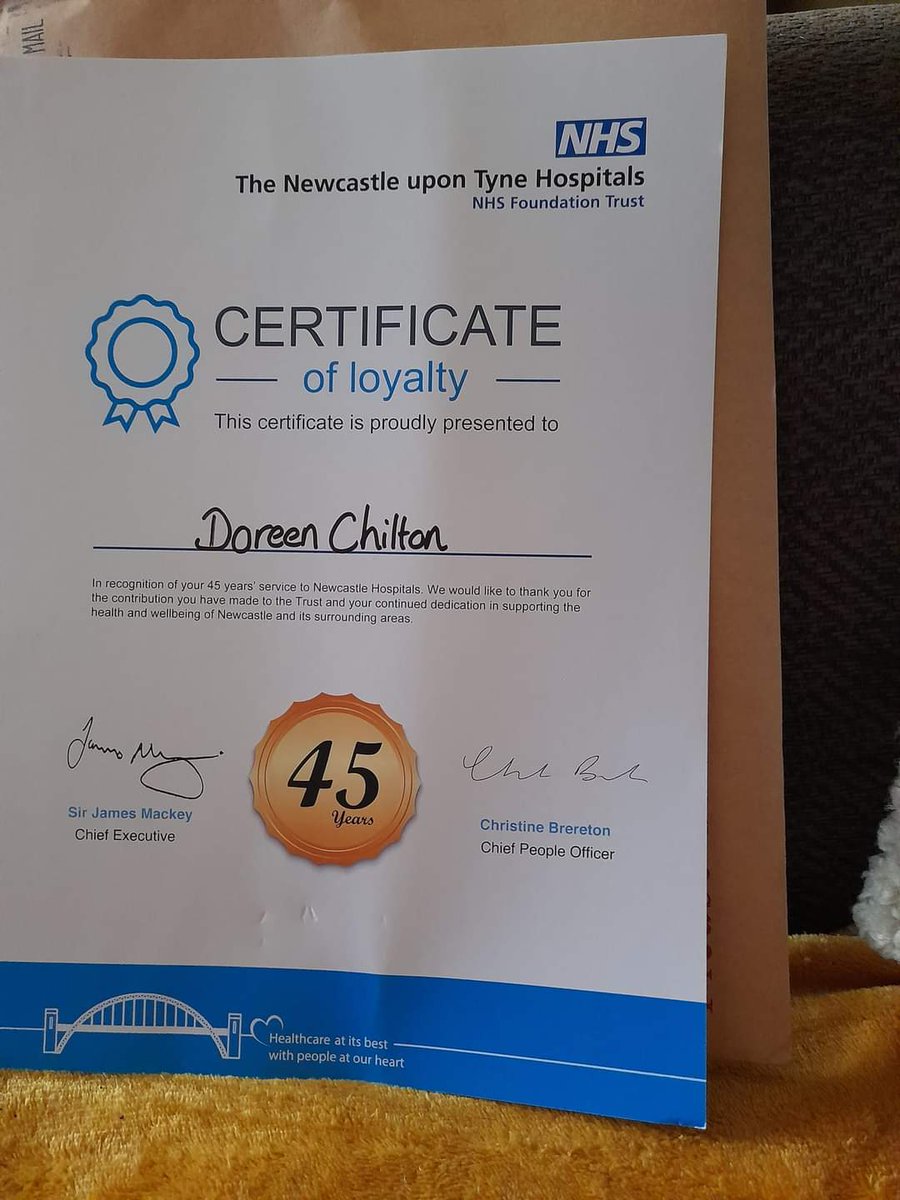 MAIL
NHS
The Newcastle upon Tyne Hospitals
NHS Foundation Trust
CERTIFICATE
of loyalty
This certificate is proudly presented to
Doreen Chilton
In recognition of your 45 years' service to Newcastle Hospitals. We would like to thank you for
the contribution you have made to the Trust and your continued dedication in supporting the
health and wellbeing of Newcastle and its surrounding areas.
45
Years
Sir James Mackey
Chief Executive
Christine Brereton
Chief People Officer
Healthcare at its best
with people at our heart